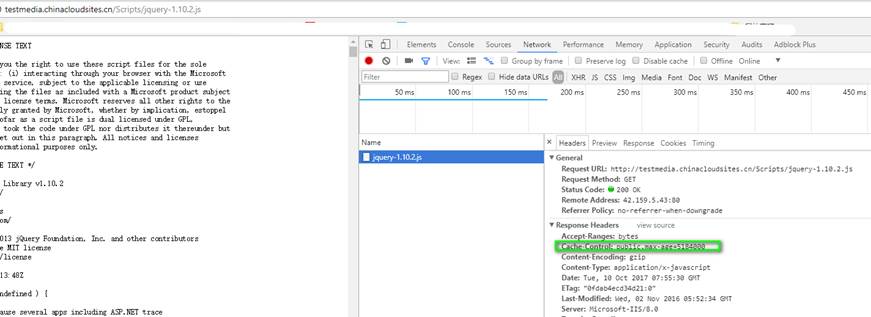 testmedia.chinacloudsites.cn/Scripts/jquery-1.10.2.js
NSE TEXT
you the right to use these script files for the sole
: (i) interacting through your browser with the Microsoft
service, subject to the applicable licensing or use
ing the files as included with a Microsoft product subject
license terms. Microsoft reserves all other rights to the
ly granted by Microsoft, whether by implication, estoppel
ofar as a script file is dual licensed under GPL,
took the code under GPL nor distributes it thereunder but
et out in this paragraph. All notices and licenses
ormational purposes only.
E TEXT */
Library v1.10.2
/
s
om/
013 jQuery Foundation, Inc. and other contributors
e MIT license
/license
13:48Z
ndefined ) {
cause several apps including ASP.NET trace
Elements Console Sources Network Performance Memory Application Security Audits Adblock Plus
View: Group by frame Preserve log Disable cache Offline Online
Filter Regex Hide data URLs All XHR JS CSS Img Media Font Doc WS Manifest Other
50 ms 100 ms 150 ms 200 ms 250 ms 300 ms 350 ms 400 ms 450 ms
Name
jquery-1.10.2.js
× Headers Preview Response Cookies Timing
General
Request URL: http://testmedia.chinacloudsites.cn/Scripts/jquery-1.10.2.js
Request Method: GET
Status Code: 200 OK
Remote Address: 42.159.5.43:80
Referrer Policy: no-referrer-when-downgrade
Response Headers view source
Accept-Ranges: bytes
Cache-Control: public,max-age=5184000
Content-Encoding: gzip
Content-Type: application/x-javascript
Date: Tue, 10 Oct 2017 07:55:30 GMT
ETag: "0fdab4ecd34d21:0"
Last-Modified: Wed, 02 Nov 2016 05:52:34 GMT
Server: Microsoft-IIS/8.0